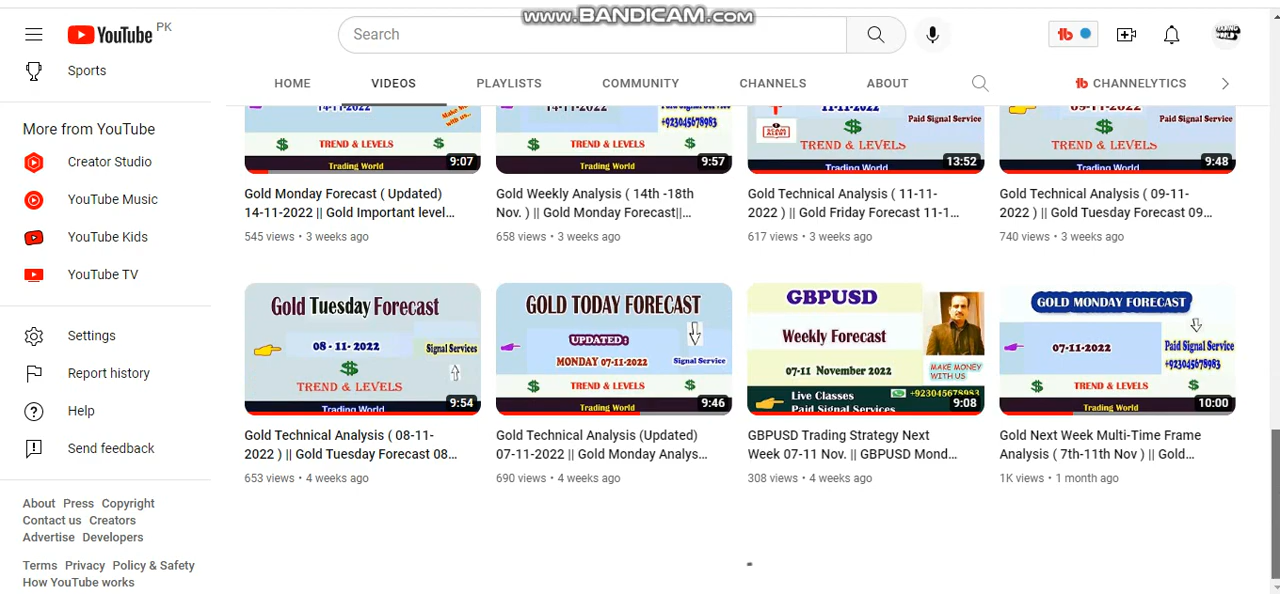 www.BANDICAM.com
YouTube PK
Search
Sports
HOME VIDEOS PLAYLISTS COMMUNITY CHANNELS ABOUT CHANNELYTICS
More from YouTube
Creator Studio
YouTube Music
YouTube Kids
YouTube TV
Settings
Report history
Help
Send feedback
About Press Copyright
Contact us Creators
Advertise Developers
Terms Privacy Policy & Safety
How YouTube works
14-11-2022
Make
with us..
$ TREND & LEVELS $
Trading World
9:07
Gold Monday Forecast ( Updated)
14-11-2022 || Gold Important level...
545 views • 3 weeks ago
14-11-2022
+923045678983
$ TREND & LEVELS $
Trading World
9:57
Gold Weekly Analysis ( 14th -18th
Nov. ) || Gold Monday Forecast||...
658 views • 3 weeks ago
11-11-2022
Paid Signal Service
$
TREND & LEVELS
Trading World
13:52
Gold Technical Analysis ( 11-11-
2022 ) || Gold Friday Forecast 11-1...
617 views • 3 weeks ago
09-11-2022
Paid Signal Service
$
TREND & LEVELS
Trading World
9:48
Gold Technical Analysis ( 09-11-
2022 ) || Gold Tuesday Forecast 09...
740 views • 3 weeks ago
Gold Tuesday Forecast
08 - 11- 2022
Signal Services
$
TREND & LEVELS
Trading World
9:54
Gold Technical Analysis ( 08-11-
2022 ) || Gold Tuesday Forecast 08...
653 views • 4 weeks ago
GOLD TODAY FORECAST
UPDATED:
MONDAY 07-11-2022
Signal Service
$ TREND & LEVELS $
Trading World
9:46
Gold Technical Analysis (Updated)
07-11-2022 || Gold Monday Analys...
690 views • 4 weeks ago
GBPUSD
Weekly Forecast
07-11 November 2022
MAKE MONEY
WITH US
Live Classes
+923045678983
Paid Signal Services
9:08
GBPUSD Trading Strategy Next
Week 07-11 Nov. || GBPUSD Mond...
308 views • 4 weeks ago
GOLD MONDAY FORECAST
07-11-2022
Paid Signal Service
+923045678983
$ TREND & LEVELS $
Trading World
10:00
Gold Next Week Multi-Time Frame
Analysis ( 7th-11th Nov ) || Gold...
1K views • 1 month ago